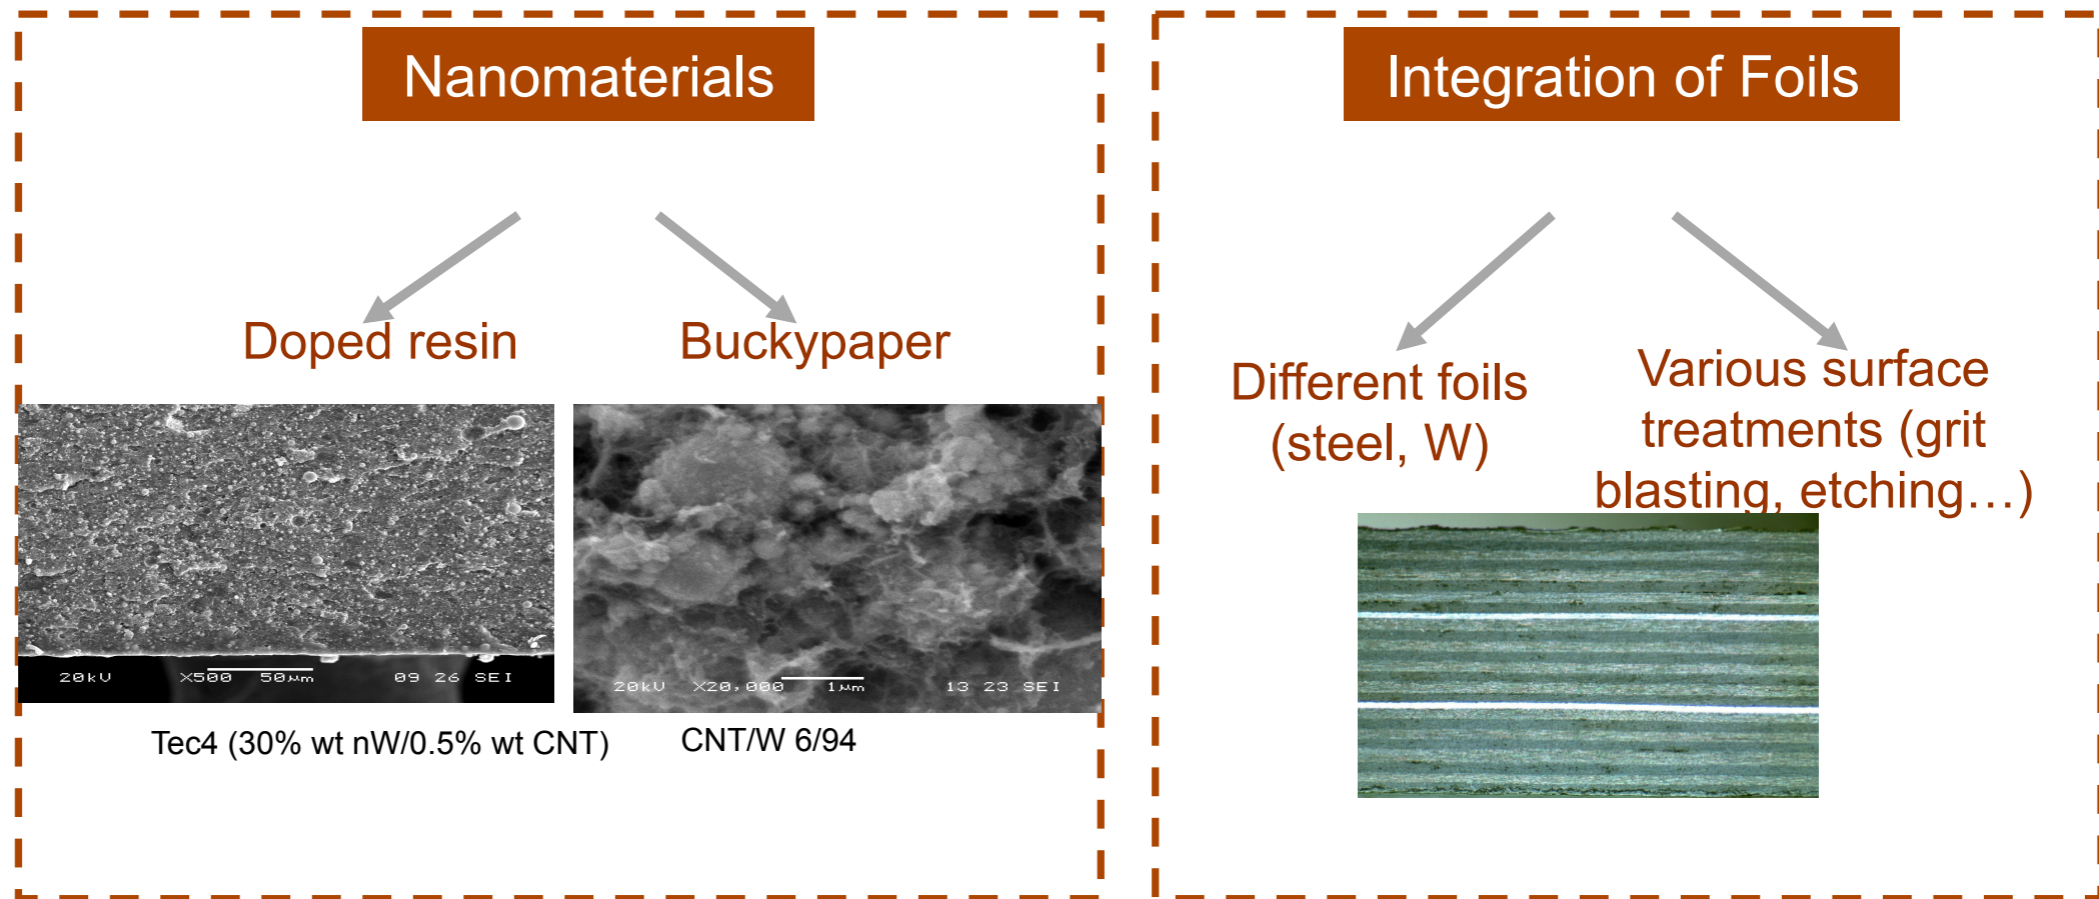 Nanomaterials
Doped resin
Buckypaper
20kV X500 50µm 09 26 SEI
20kV X20,000 1µm 13 23 SEI
Tec4 (30% wt nW/0.5% wt CNT)
CNT/W 6/94
Integration of Foils
Different foils
(steel, W)
Various surface
treatments (grit
blasting, etching…)